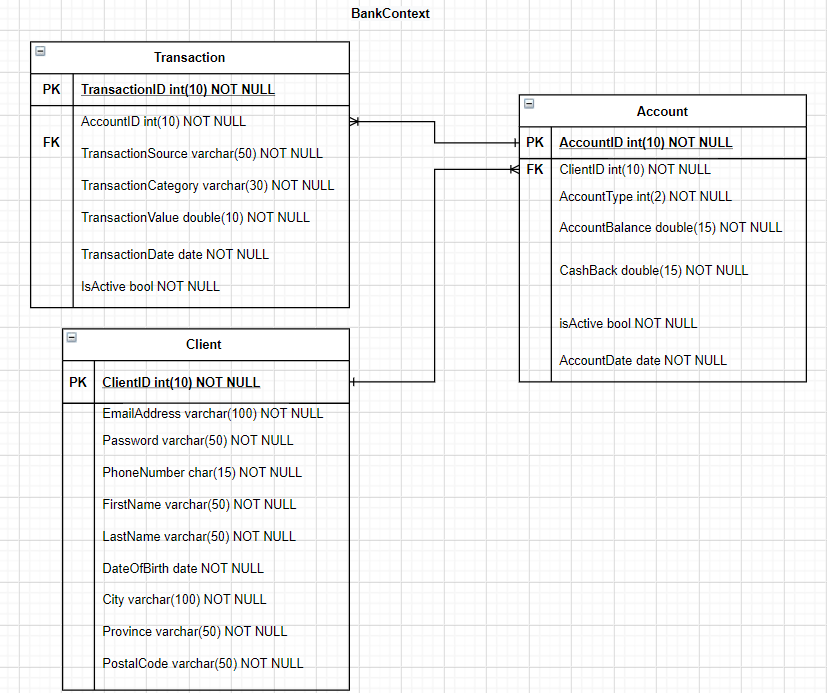 BankContext
Transaction
PK TransactionID int(10) NOT NULL
AccountID int(10) NOT NULL
FK
TransactionSource varchar(50) NOT NULL
TransactionCategory varchar(30) NOT NULL
TransactionValue double(10) NOT NULL
TransactionDate date NOT NULL
IsActive bool NOT NULL
Account
PK AccountID int(10) NOT NULL
FK ClientID int(10) NOT NULL
AccountType int(2) NOT NULL
AccountBalance double(15) NOT NULL
CashBack double(15) NOT NULL
isActive bool NOT NULL
AccountDate date NOT NULL
Client
PK ClientID int(10) NOT NULL
EmailAddress varchar(100) NOT NULL
Password varchar(50) NOT NULL
PhoneNumber char(15) NOT NULL
FirstName varchar(50) NOT NULL
LastName varchar(50) NOT NULL
DateOfBirth date NOT NULL
City varchar(100) NOT NULL
Province varchar(50) NOT NULL
PostalCode varchar(50) NOT NULL